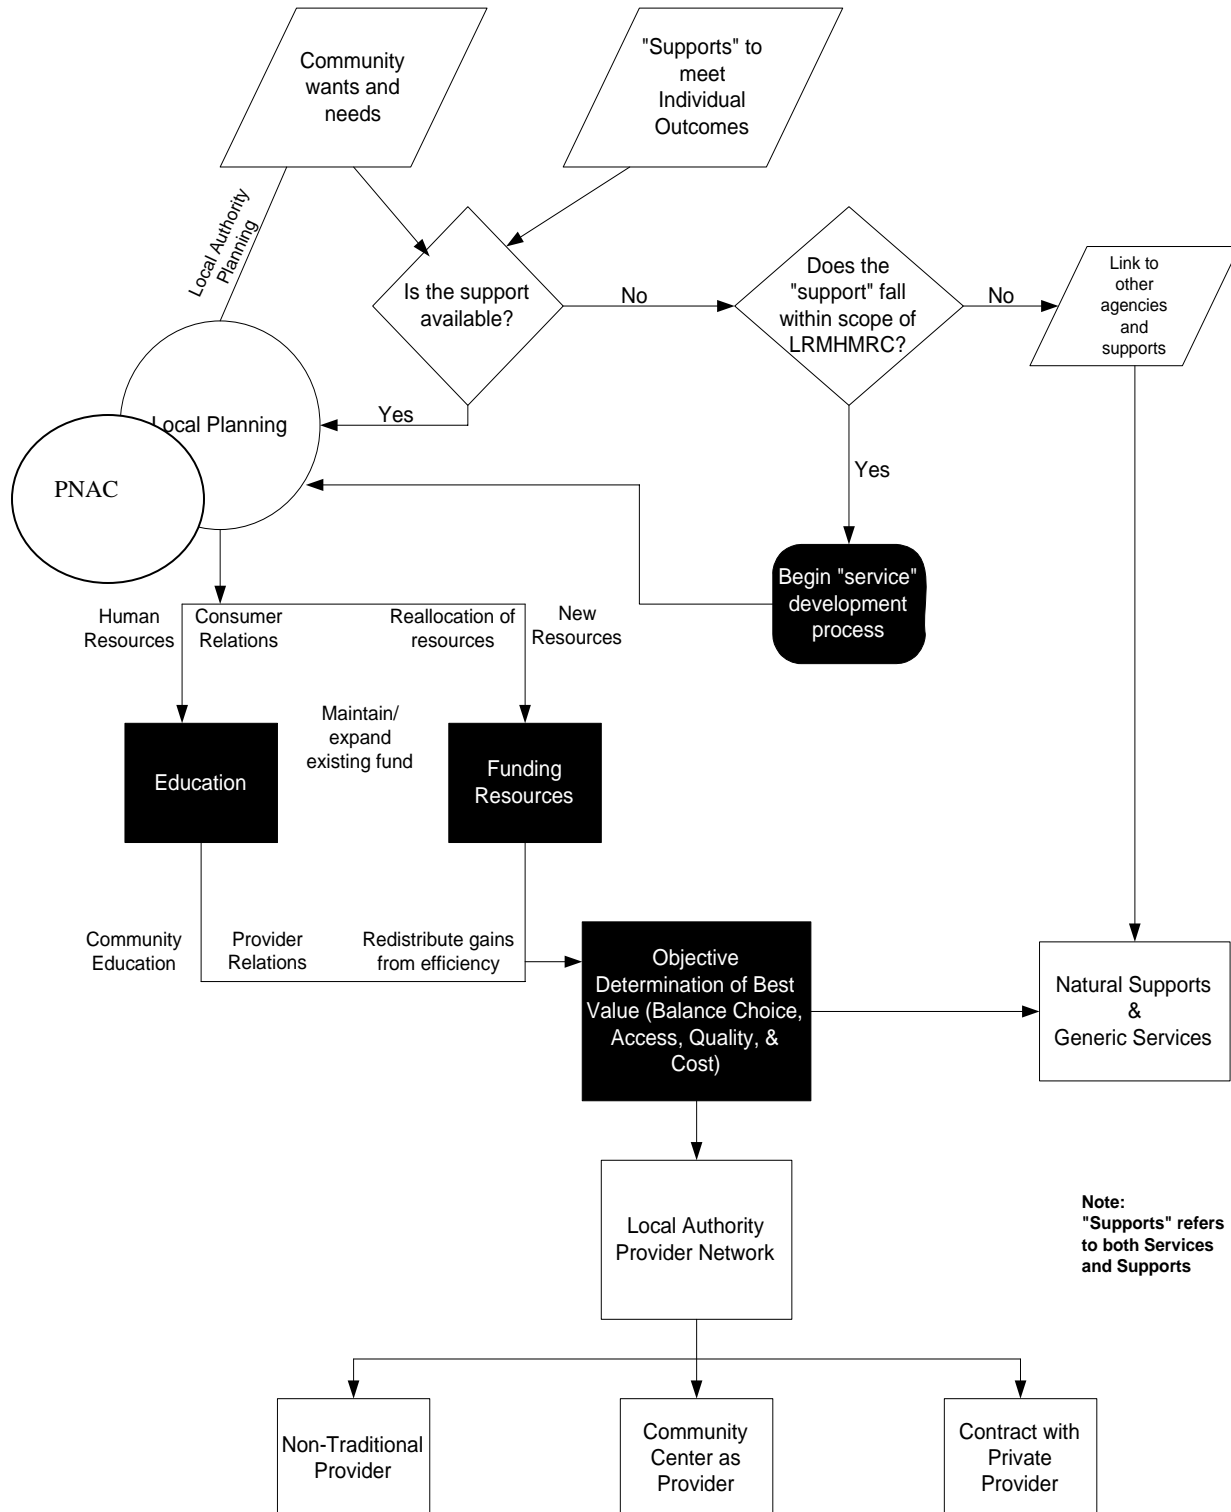 Community
wants and
needs
"Supports" to
meet
Individual
Outcomes
Local Authority
Planning
Is the support
available?
No
Does the
"support" fall
within scope of
LRMHMRC?
No
Link to
other
agencies
and
supports
Yes
Local Planning
PNAC
Yes
Begin "service"
development
process
Human
Resources
Consumer
Relations
Reallocation of
resources
New
Resources
Maintain/
expand
existing fund
Education
Funding
Resources
Community
Education
Provider
Relations
Redistribute gains
from efficiency
Objective
Determination of Best
Value (Balance Choice,
Access, Quality, &
Cost)
Natural Supports
&
Generic Services
Local Authority
Provider Network
Note:
"Supports" refers
to both Services
and Supports
Non-Traditional
Provider
Community
Center as
Provider
Contract with
Private
Provider